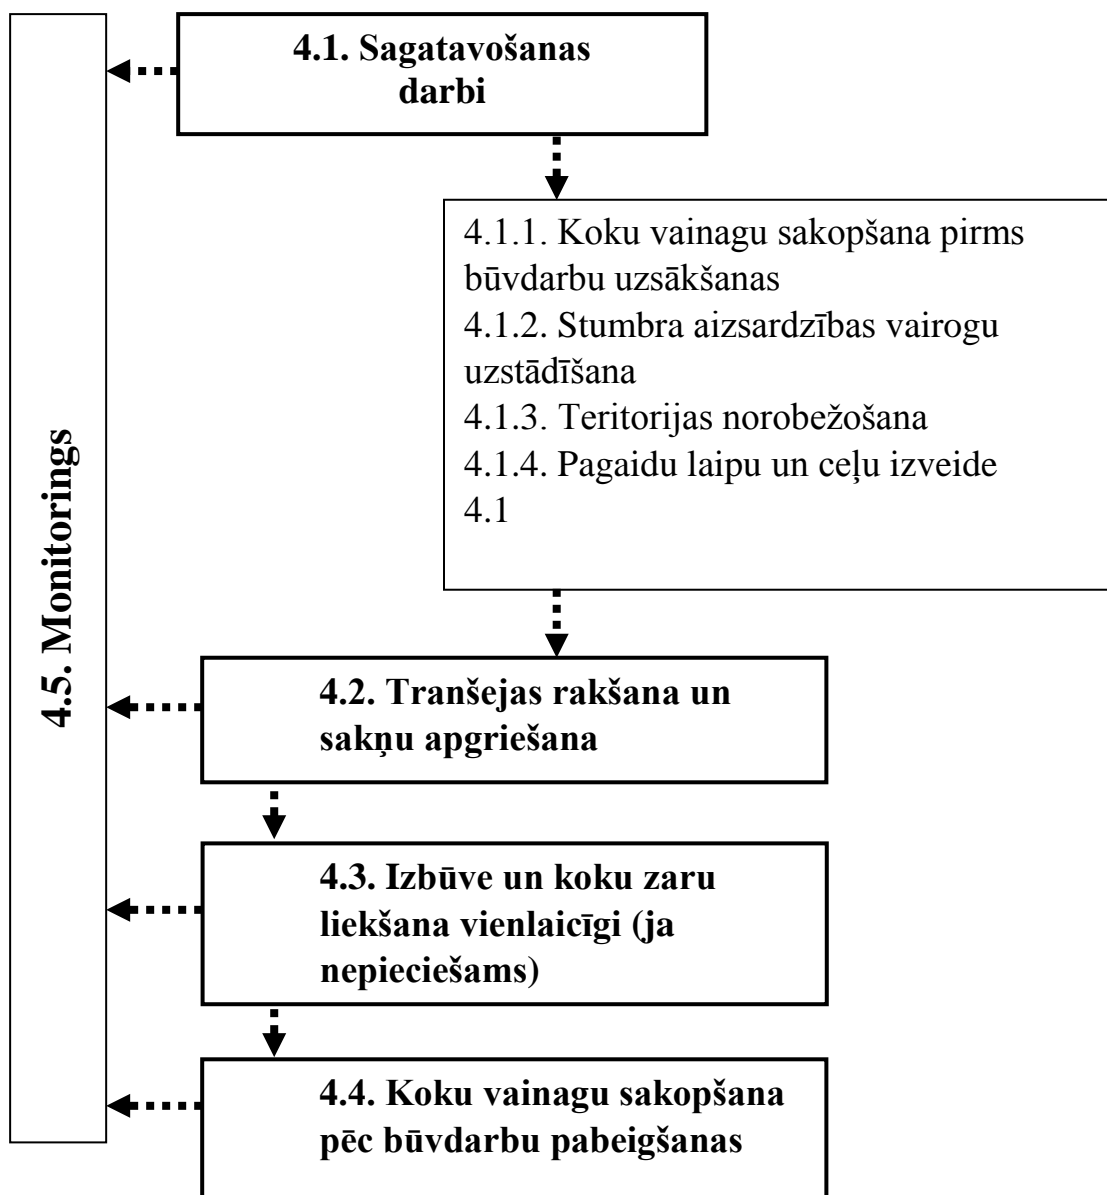 4.1. Sagatavošanas
darbi
4.1.1. Koku vainagu sakopšana pirms
būvdarbu uzsākšanas
4.1.2. Stumbra aizsardzības vairogu
uzstādīšana
4.1.3. Teritorijas norobežošana
4.1.4. Pagaidu laipu un ceļu izveide
4.1
4.5. Monitorings
4.2. Tranšejas rakšana un
sakņu apgriešana
4.3. Izbūve un koku zaru
liekšana vienlaicīgi (ja
nepieciešams)
4.4. Koku vainagu sakopšana
pēc būvdarbu pabeigšanas